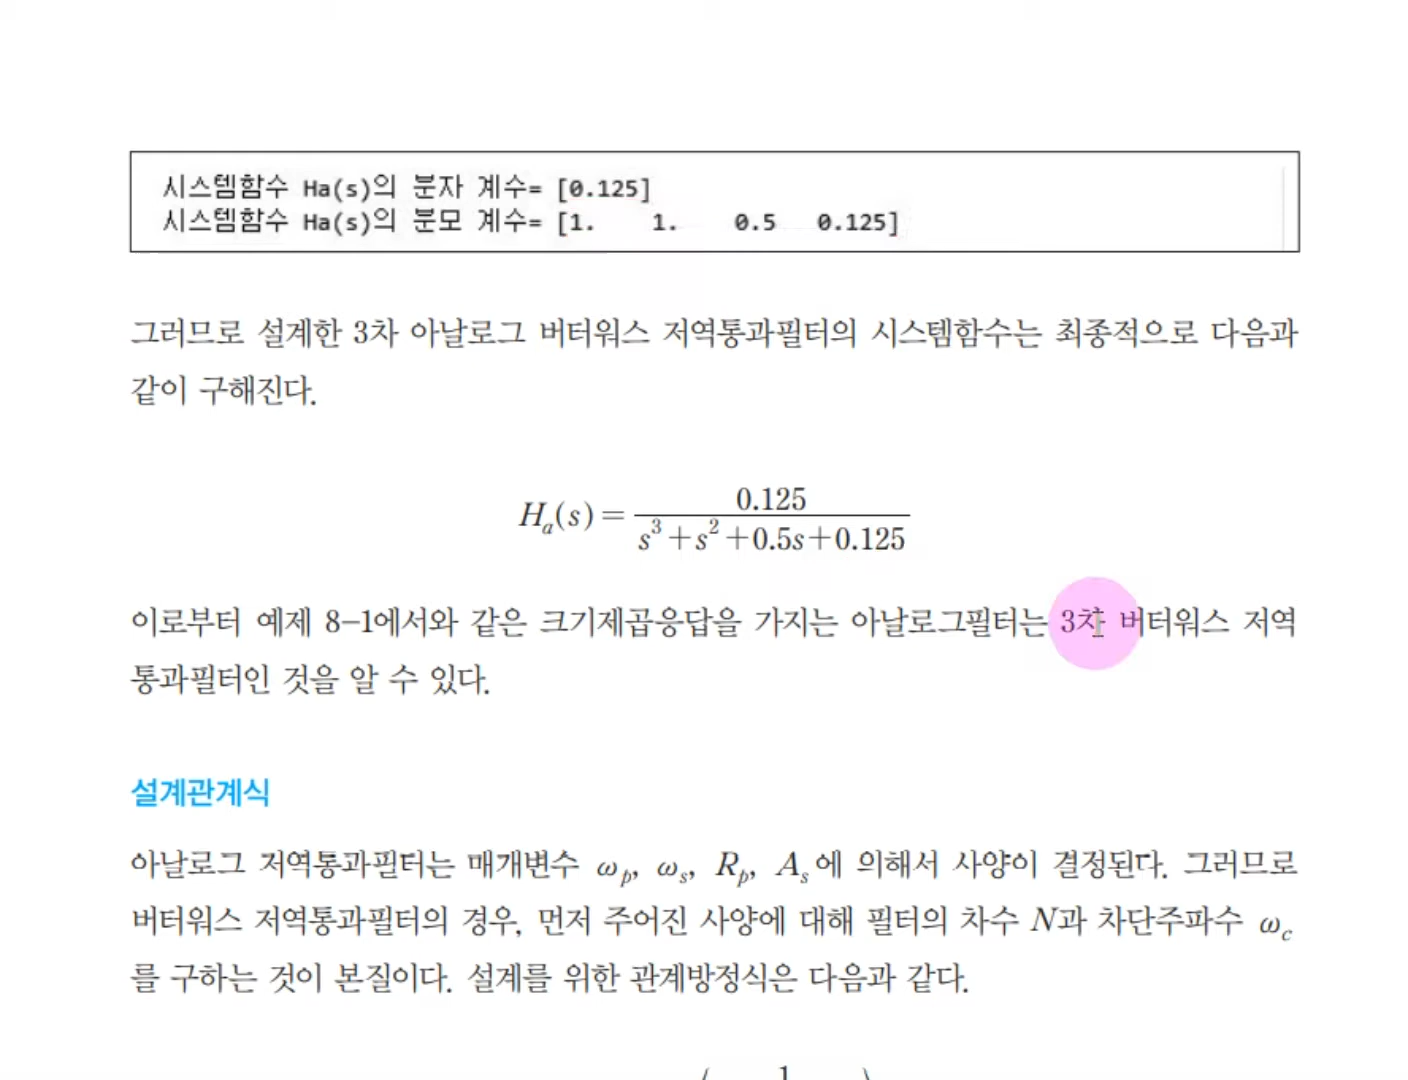 시스템함수 Ha(s)의 분자 계수= [0.125]
시스템함수 Ha(s)의 분모 계수= [1. 1. 0.5 0.125]
그러므로 설계한 3차 아날로그 버터워스 저역통과필터의 시스템함수는 최종적으로 다음과
같이 구해진다.
H_a(s) = 0.125 / (s^3+s^2+0.5s+0.125)
이로부터 예제 8-1에서와 같은 크기제곱응답을 가지는 아날로그필터는 3차 버터워스 저역
통과필터인 것을 알 수 있다.
설계관계식
아날로그 저역통과필터는 매개변수 ω_p, ω_s, R_p, A_s에 의해서 사양이 결정된다. 그러므로
버터워스 저역통과필터의 경우, 먼저 주어진 사양에 대해 필터의 차수 N과 차단주파수 ω_c
를 구하는 것이 본질이다. 설계를 위한 관계방정식은 다음과 같다.